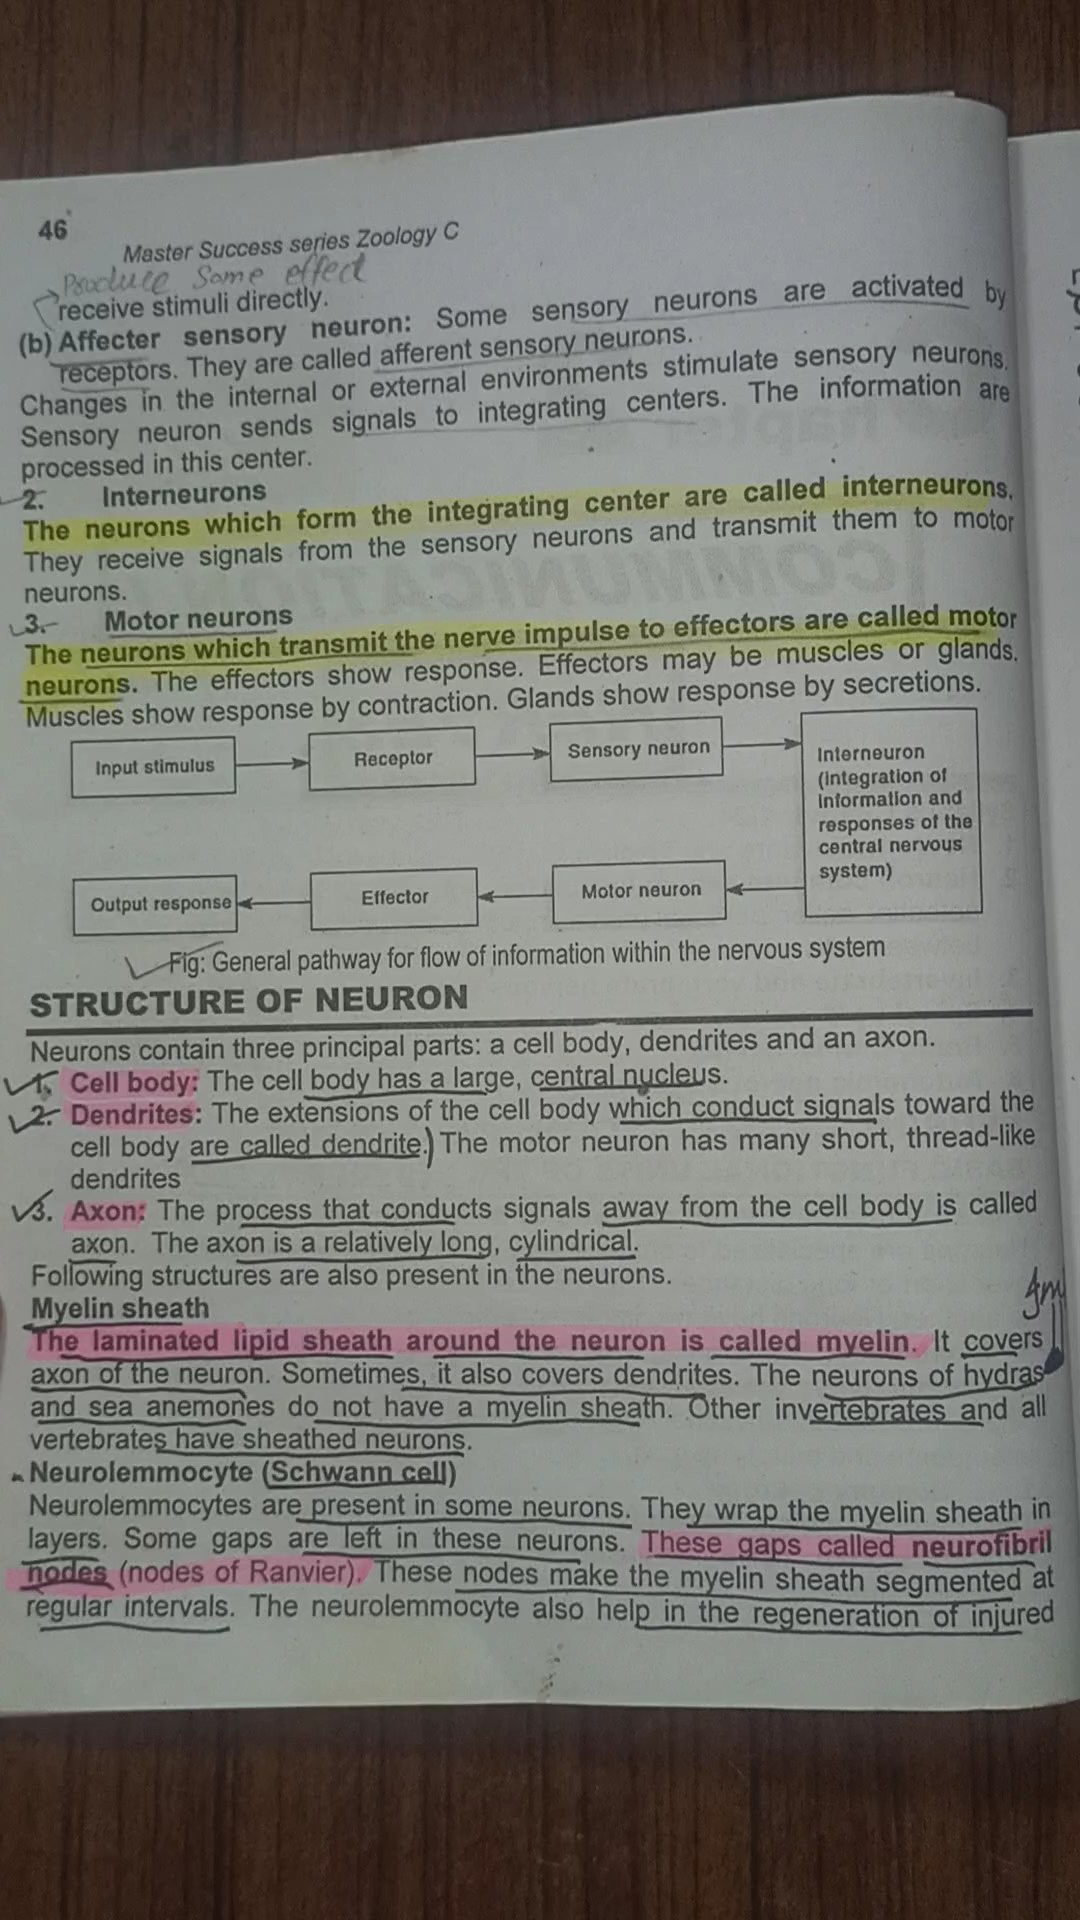 46
Master Success series Zoology C
Produce Some effect
receive stimuli directly.
(b) Affecter sensory neuron: Some sensory neurons are activated by
receptors. They are called afferent sensory neurons.
Changes in the internal or external environments stimulate sensory neurons.
Sensory neuron sends signals to integrating centers. The information are
processed in this center.
2. Interneurons
The neurons which form the integrating center are called interneurons.
They receive signals from the sensory neurons and transmit them to motor
neurons.
3. Motor neurons
The neurons which transmit the nerve impulse to effectors are called motor
neurons. The effectors show response. Effectors may be muscles or glands.
Muscles show response by contraction. Glands show response by secretions.
Input stimulus
Receptor
Sensory neuron
Interneuron
(Integration of
Information and
responses of the
central nervous
system)
Output response
Effector
Motor neuron
Fig: General pathway for flow of information within the nervous system
STRUCTURE OF NEURON
Neurons contain three principal parts: a cell body, dendrites and an axon.
1. Cell body: The cell body has a large, central nucleus.
2. Dendrites: The extensions of the cell body which conduct signals toward the
cell body are called dendrite.) The motor neuron has many short, thread-like
dendrites
3. Axon: The process that conducts signals away from the cell body is called
axon. The axon is a relatively long, cylindrical.
Following structures are also present in the neurons.
Myelin sheath
The laminated lipid sheath around the neuron is called myelin. It covers
axon of the neuron. Sometimes, it also covers dendrites. The neurons of hydras
and sea anemones do not have a myelin sheath. Other invertebrates and all
vertebrates have sheathed neurons.
Neurolemmocyte (Schwann cell)
Neurolemmocytes are present in some neurons. They wrap the myelin sheath in
layers. Some gaps are left in these neurons. These gaps called neurofibril
nodes (nodes of Ranvier). These nodes make the myelin sheath segmented at
regular intervals. The neurolemmocyte also help in the regeneration of injured